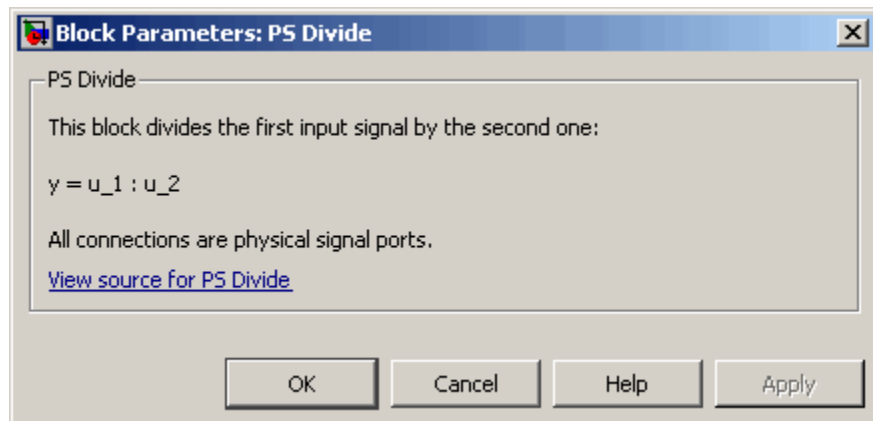 Block Parameters: PS Divide
PS Divide
This block divides the first input signal by the second one:
y = u_1 : u_2
All connections are physical signal ports.
View source for PS Divide
OK Cancel Help Apply